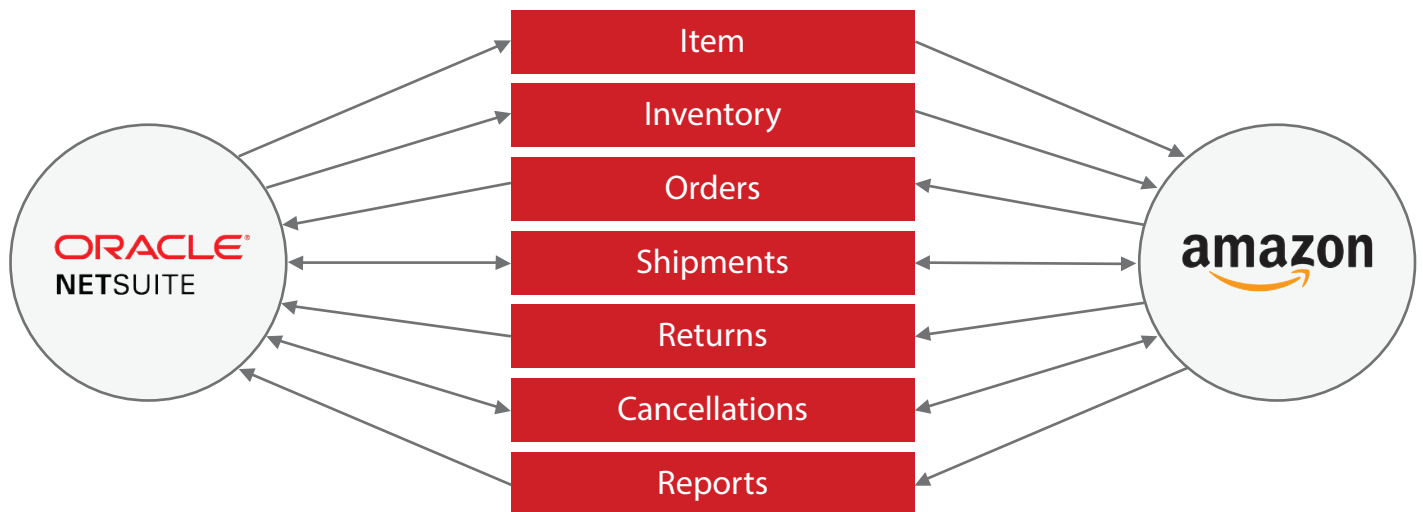 Item
Inventory
Orders
Shipments
Returns
Cancellations
Reports
ORACLE®
NETSUITE
amazon